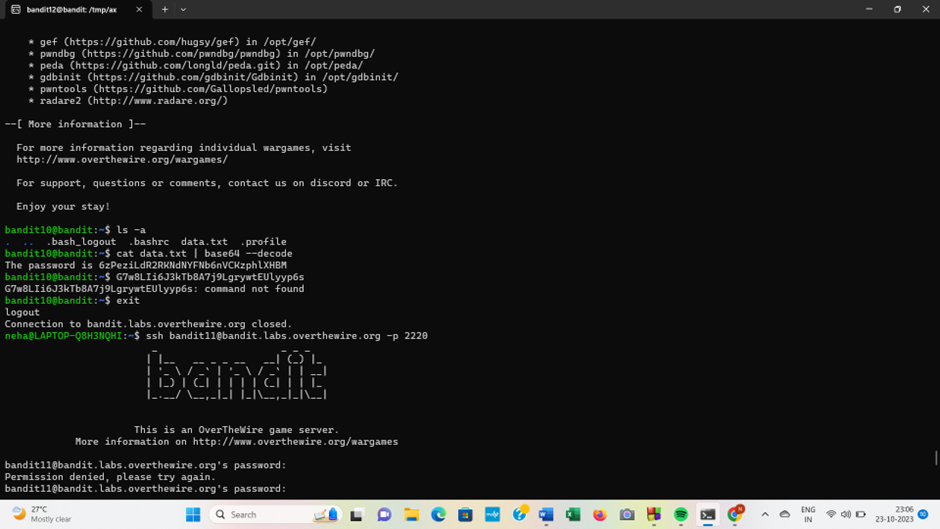 bandit12@bandit: /tmp/ax
* gef (https://github.com/hugsy/gef) in /opt/gef/
* pwndbg (https://github.com/pwndbg/pwndbg) in /opt/pwndbg/
* peda (https://github.com/longld/peda.git) in /opt/peda/
* gdbinit (https://github.com/gdbinit/Gdbinit) in /opt/gdbinit/
* pwntools (https://github.com/Gallopsled/pwntools)
* radare2 (http://www.radare.org/)
--[ More information ]--
For more information regarding individual wargames, visit
http://www.overthewire.org/wargames/
For support, questions or comments, contact us on discord or IRC.
Enjoy your stay!
bandit10@bandit:~$ ls -a
. .. .bash_logout .bashrc data.txt .profile
bandit10@bandit:~$ cat data.txt | base64 --decode
The password is 6zPeziLdR2RKNdNYFNb6nVCKzphlXHBM
bandit10@bandit:~$ G7w8LIi6J3kTb8A7j9LgrywtEUlyyp6s
G7w8LIi6J3kTb8A7j9LgrywtEUlyyp6s: command not found
bandit10@bandit:~$ exit
logout
Connection to bandit.labs.overthewire.org closed.
neha@LAPTOP-Q8H3NQHI:~$ ssh bandit11@bandit.labs.overthewire.org -p 2220
bandit
This is an OverTheWire game server.
More information on http://www.overthewire.org/wargames
bandit11@bandit.labs.overthewire.org's password:
Permission denied, please try again.
bandit11@bandit.labs.overthewire.org's password:
27°C
Mostly clear
Search
ENG
IN
23:06
23-10-2023